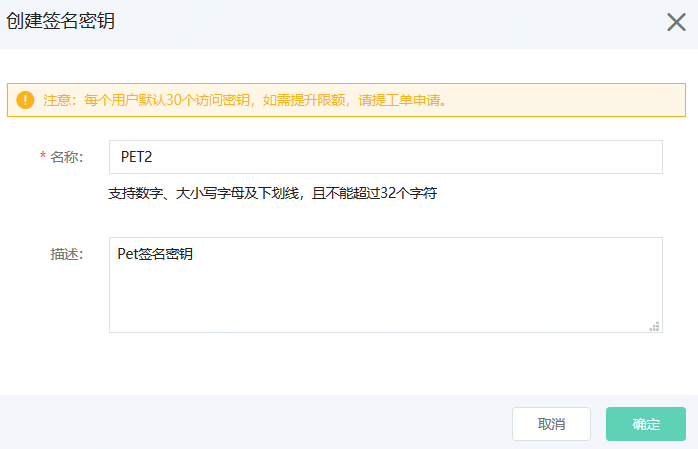 创建签名密钥
注意：每个用户默认30个访问密钥，如需提升限额，请提工单申请。
* 名称： PET2
支持数字、大小写字母及下划线，且不能超过32个字符
描述： Pet签名密钥
取消 确定